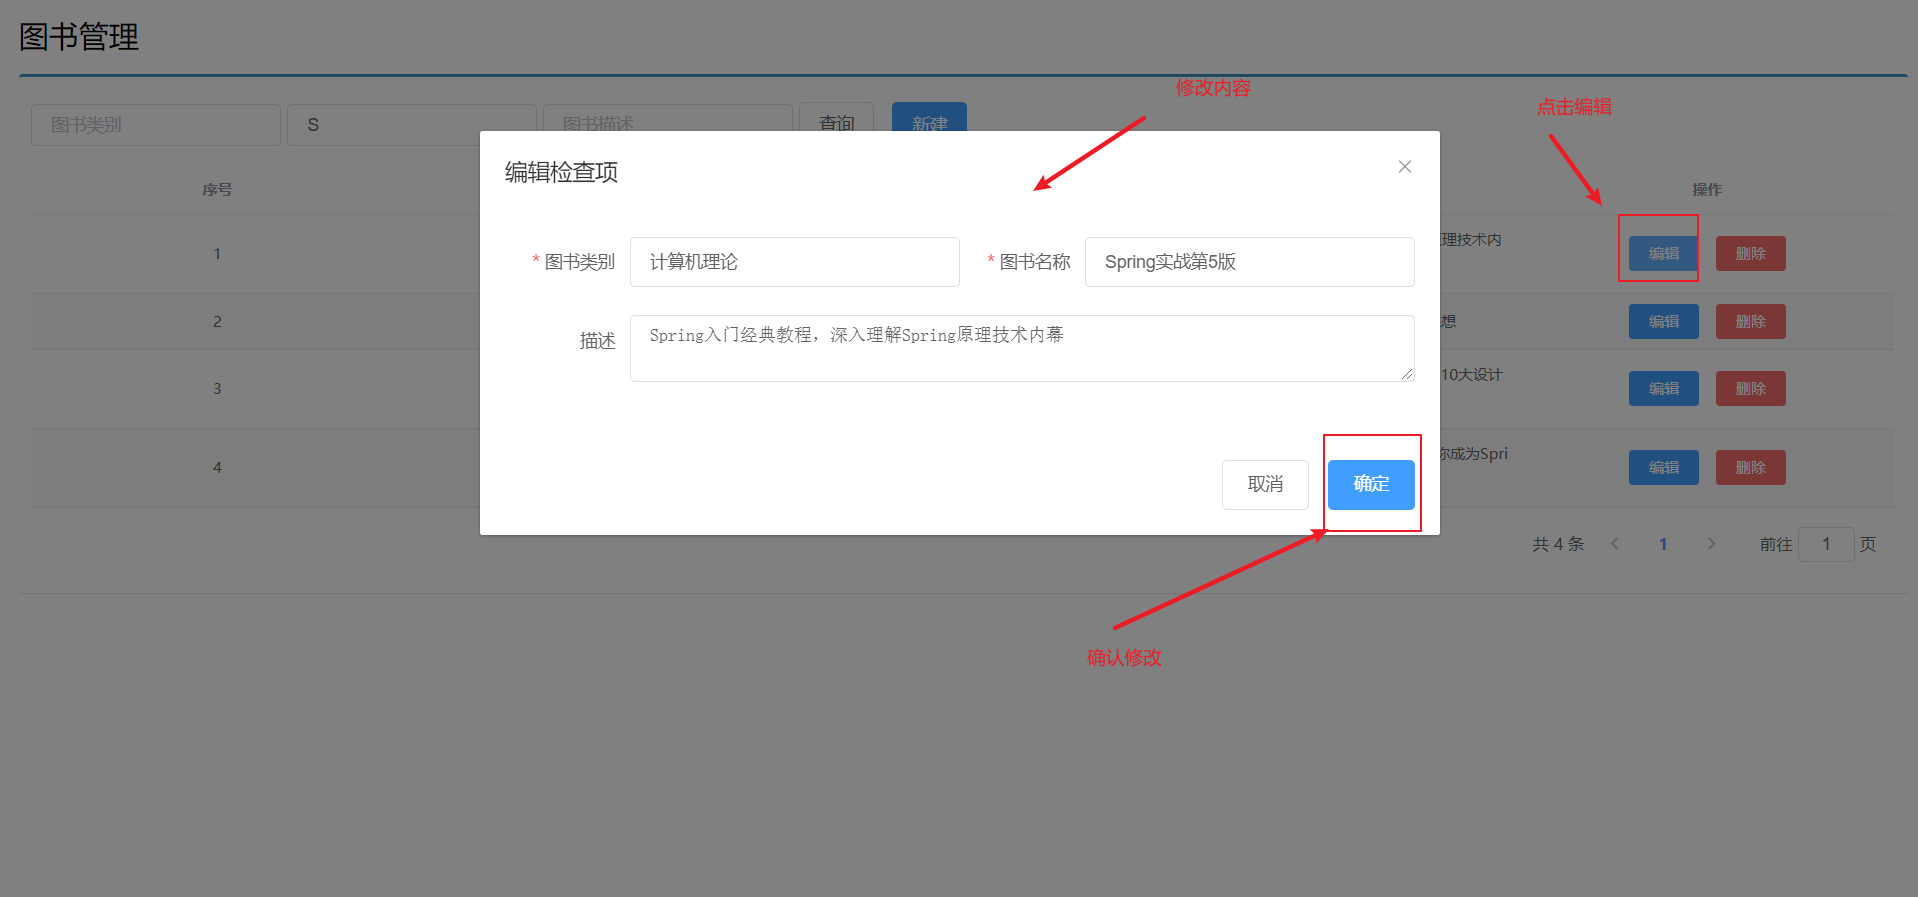 图书管理
修改内容
点击编辑
图书类别 S 图书描述 查询 新建
编辑检查项
序号 操作
1 理技术内 编辑 删除
* 图书类别 计算机理论 * 图书名称 Spring实战第5版
2 想 编辑 删除
描述 Spring入门经典教程，深入理解Spring原理技术内幕
3 10大设计 编辑 删除
4 你成为Spri 编辑 删除
取消 确定
共 4 条 1 前往 1 页
确认修改